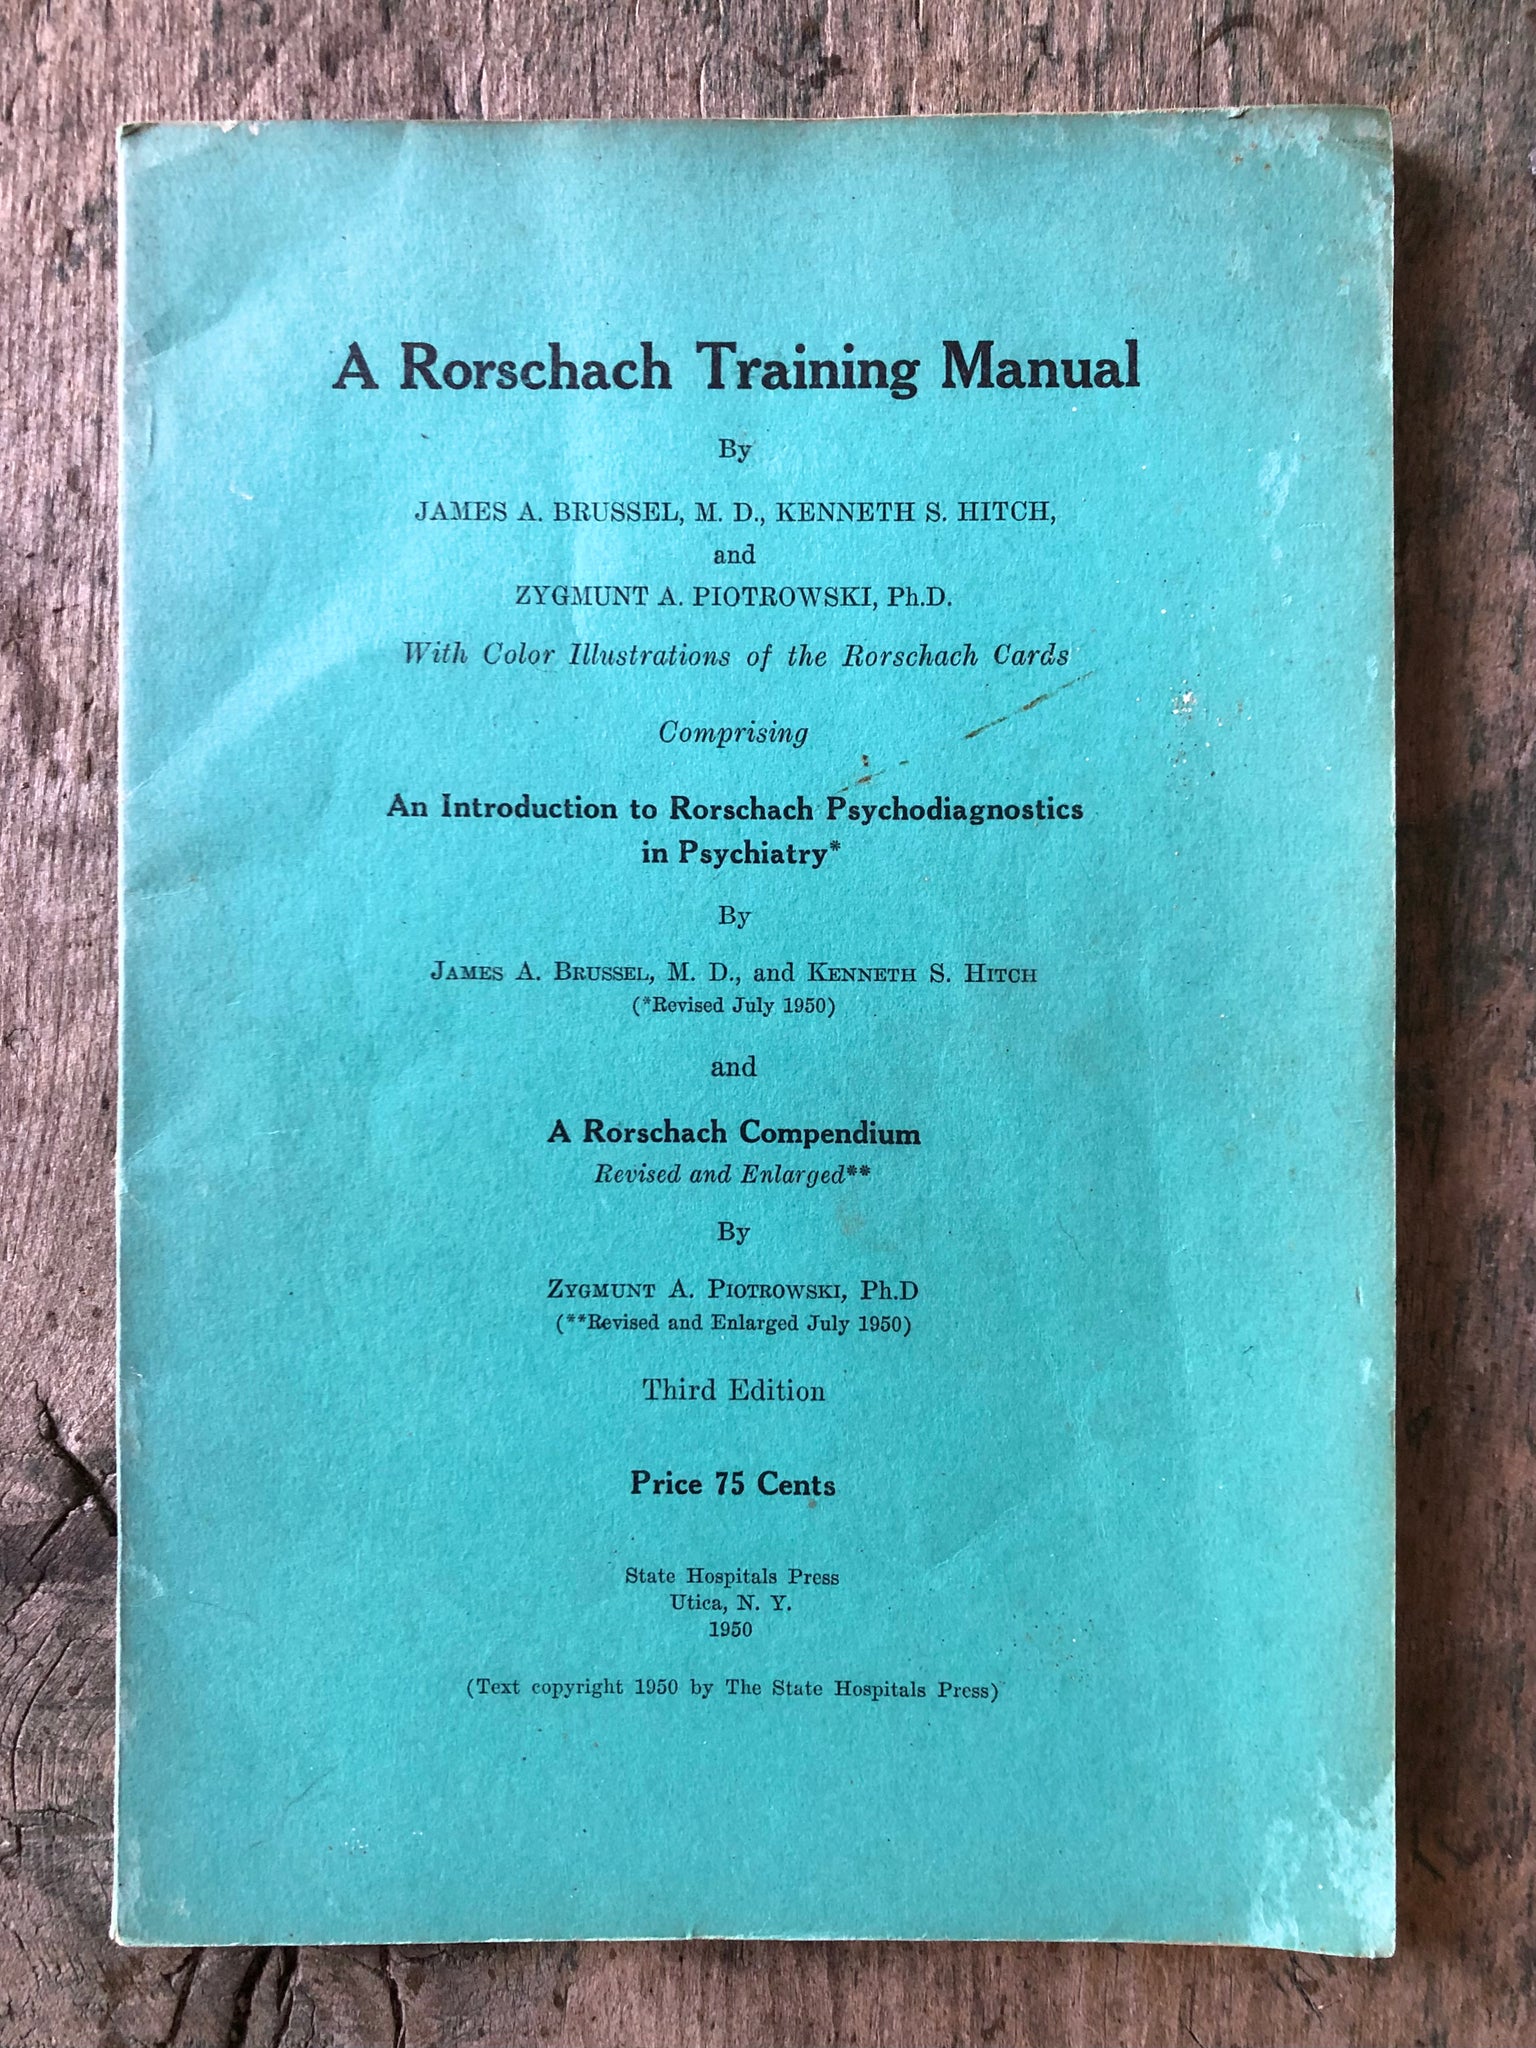 A Rorschach Training Manual
By
JAMES A. BRUSSEL, M. D., KENNETH S. HITCH,
and
ZYGMUNT A. PIOTROWSKI, Ph.D.
With Color Illustrations of the Rorschach Cards
Comprising
An Introduction to Rorschach Psychodiagnostics
in Psychiatry*
By
JAMES A. BRUSSEL, M. D., and KENNETH S. HITCH
(*Revised July 1950)
and
A Rorschach Compendium
Revised and Enlarged**
By
ZYGMUNT A. PIOTROWSKI, Ph.D
(**Revised and Enlarged July 1950)
Third Edition
Price 75 Cents
State Hospitals Press
Utica, N. Y.
1950
(Text copyright 1950 by The State Hospitals Press)